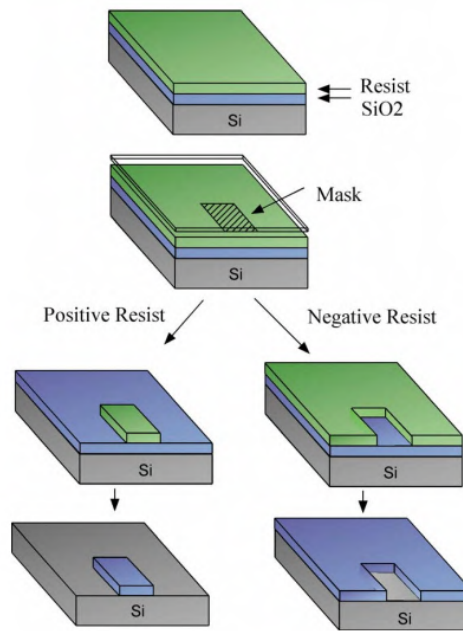 Resist
SiO2
Si
Mask
Si
Positive Resist
Negative Resist
Si
Si
Si
Si